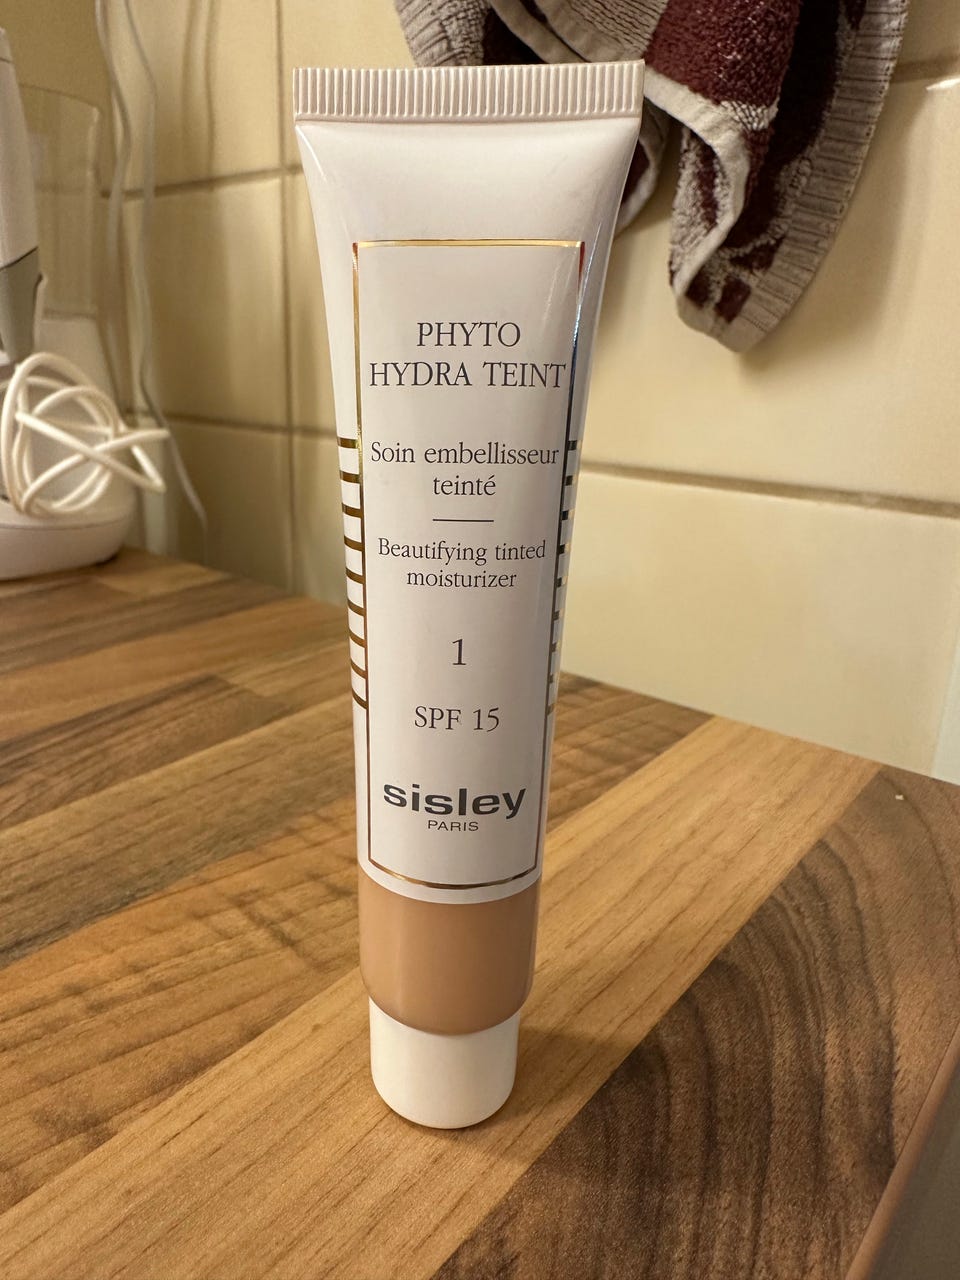 PHYTO
HYDRA TEINT
Soin embellisseur
teinté
Beautifying tinted
moisturizer
1
SPF 15
sisley
PARIS